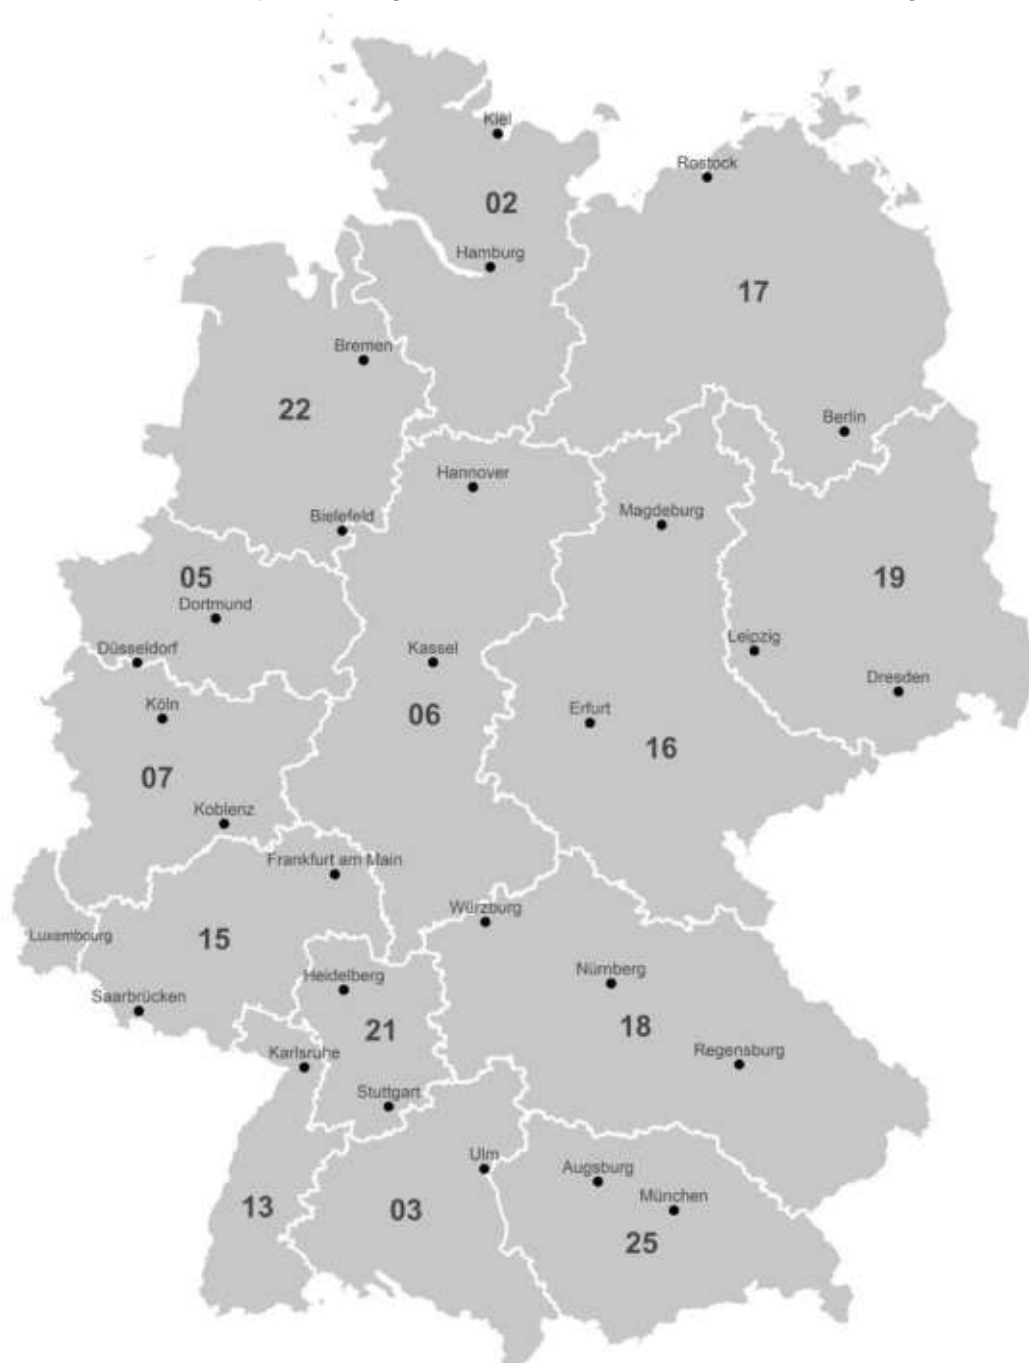 Kiel
Rostock
02
Hamburg
17
Bremen
22
Berlin
Hannover
Magdeburg
Bielefeld
05
19
Dortmund
Leipzig
Düsseldorf
Kassel
Dresden
Köln
06
Erfurt
16
07
Koblenz
Frankfurt am Main
Würzburg
Luxembourg
15
Heidelberg
Nürnberg
Saarbrücken
21
18
Karlsruhe
Regensburg
Stuttgart
Ulm
Augsburg
München
13
03
25